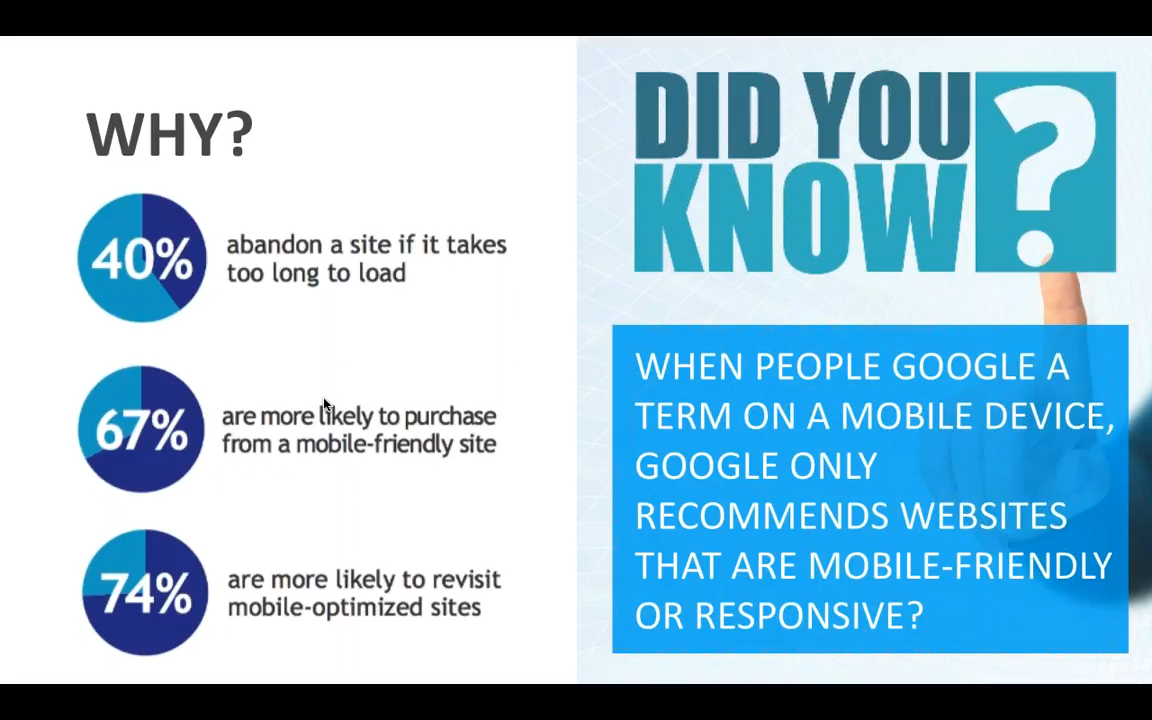 WHY?
40%
abandon a site if it takes
too long to load
67%
are more likely to purchase
from a mobile-friendly site
74%
are more likely to revisit
mobile-optimized sites
DID YOU
KNOW
?
WHEN PEOPLE GOOGLE A
TERM ON A MOBILE DEVICE,
GOOGLE ONLY
RECOMMENDS WEBSITES
THAT ARE MOBILE-FRIENDLY
OR RESPONSIVE?